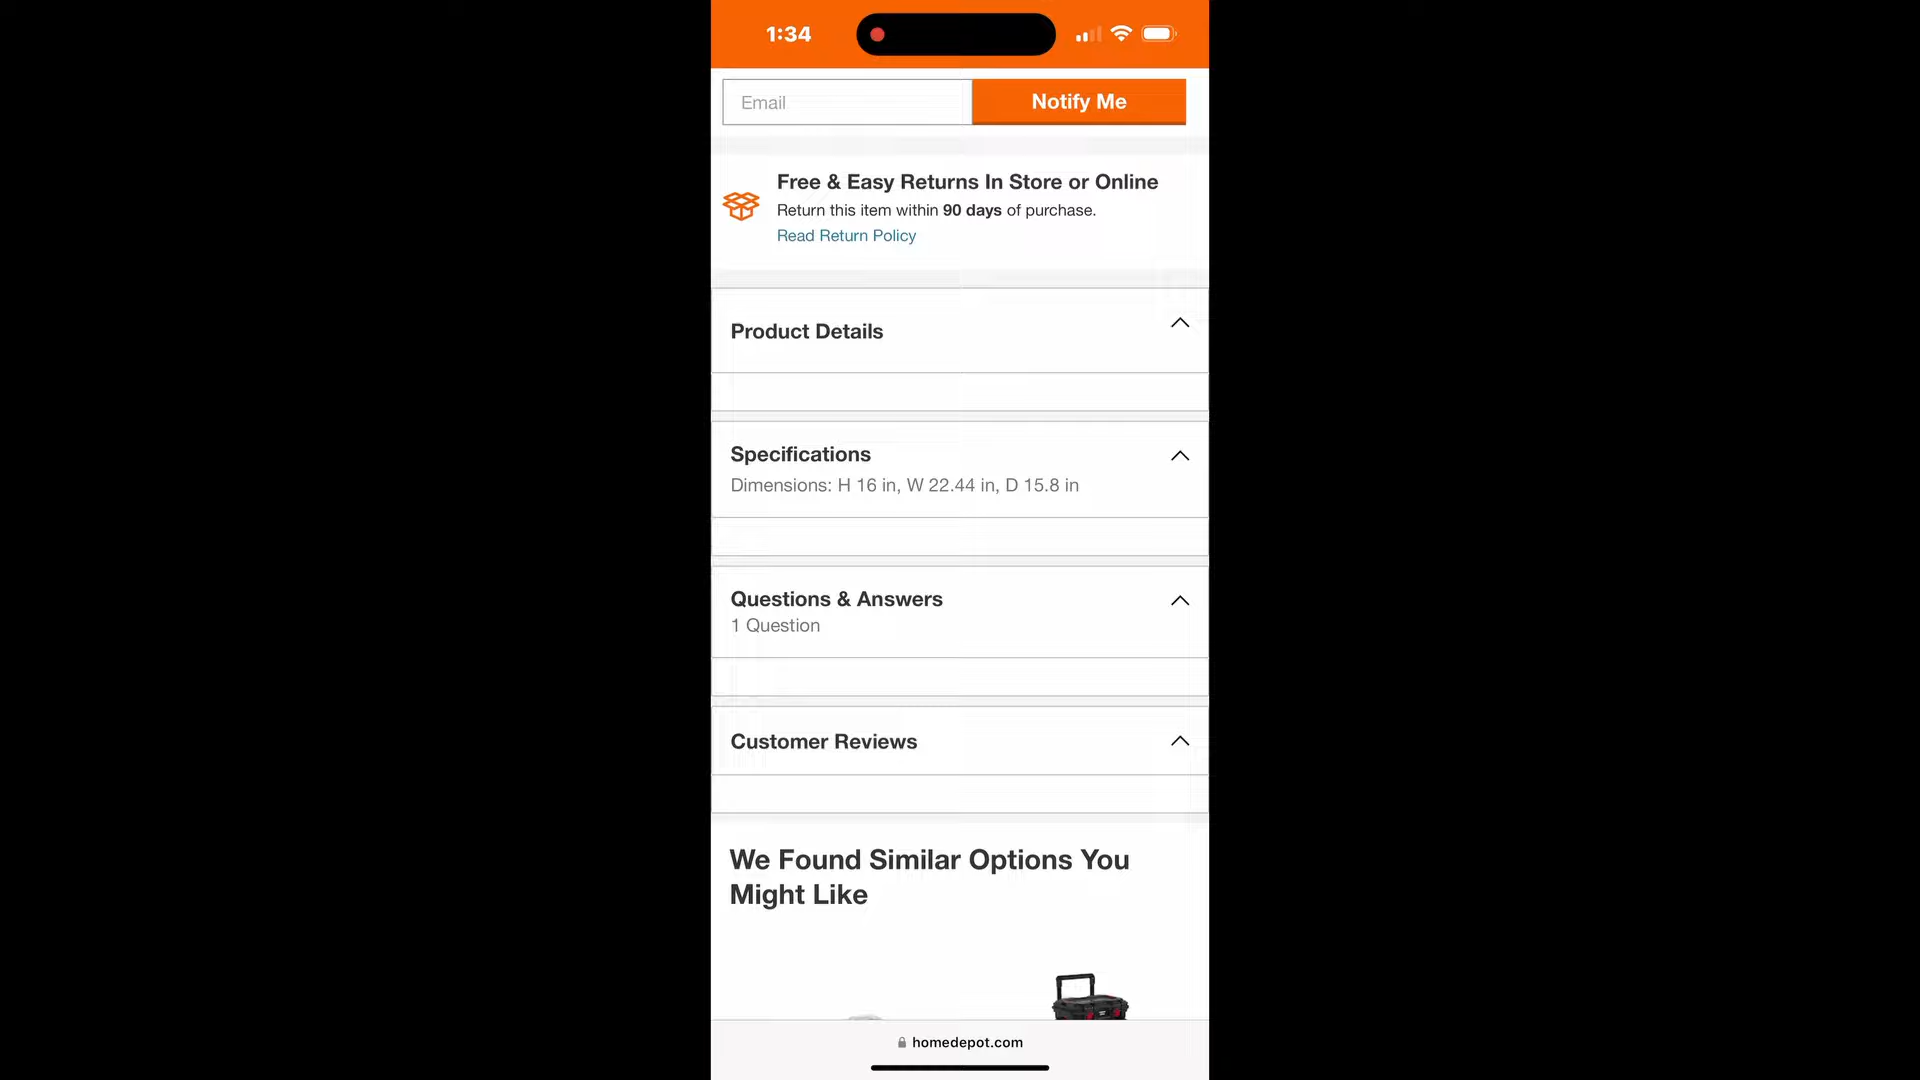 1:34
Email
Notify Me
Free & Easy Returns In Store or Online
Return this item within 90 days of purchase.
Read Return Policy
Product Details
Specifications
Dimensions: H 16 in, W 22.44 in, D 15.8 in
Questions & Answers
1 Question
Customer Reviews
We Found Similar Options You
Might Like
homedepot.com